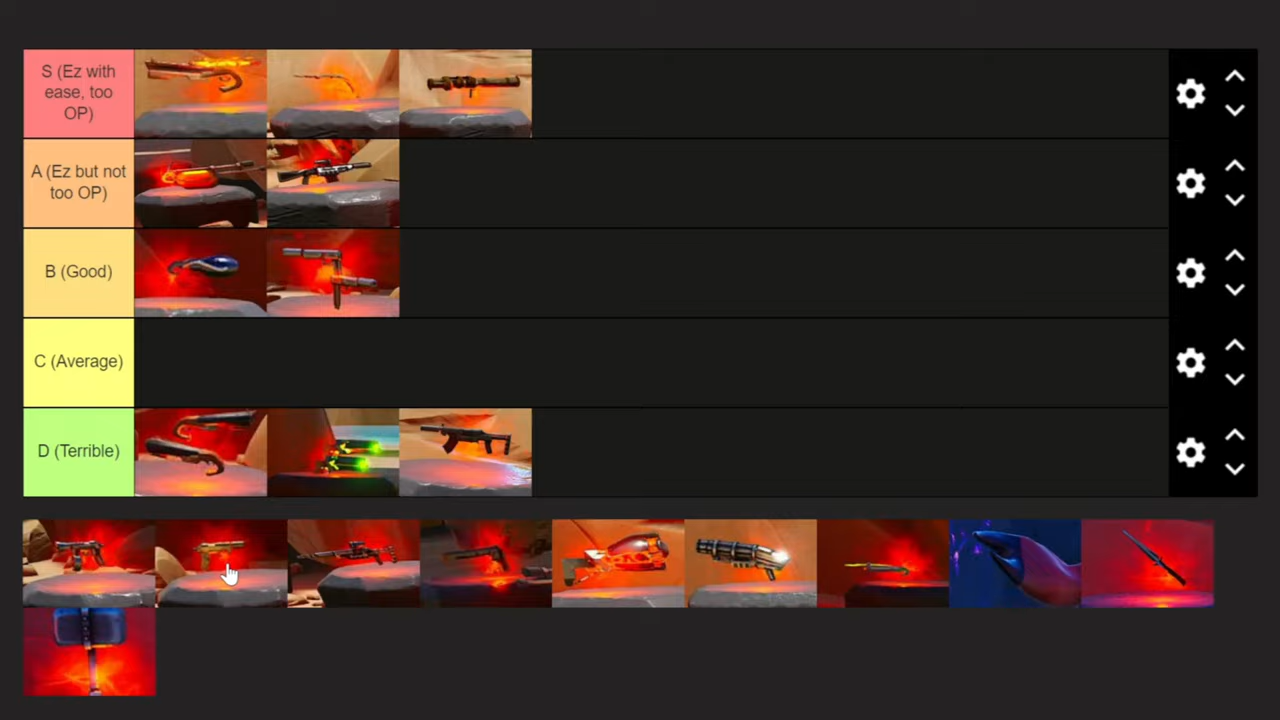 S (Ez with
ease, too
OP)
A (Ez but not
too OP)
B (Good)
C (Average)
D (Terrible)